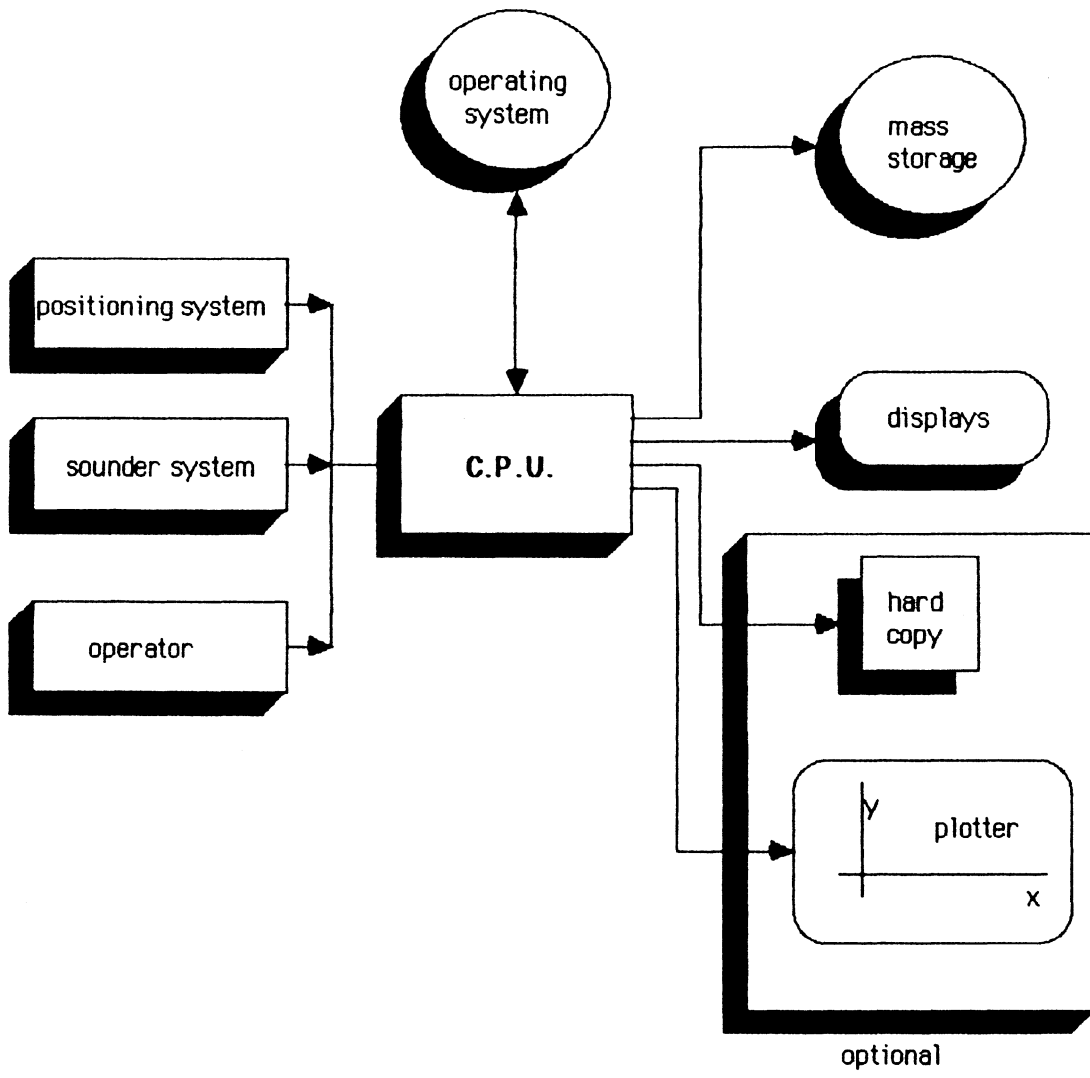 operating
system
mass
storage
positioning system
sounder system
operator
C.P.U.
displays
hard
copy
y
plotter
x
optional